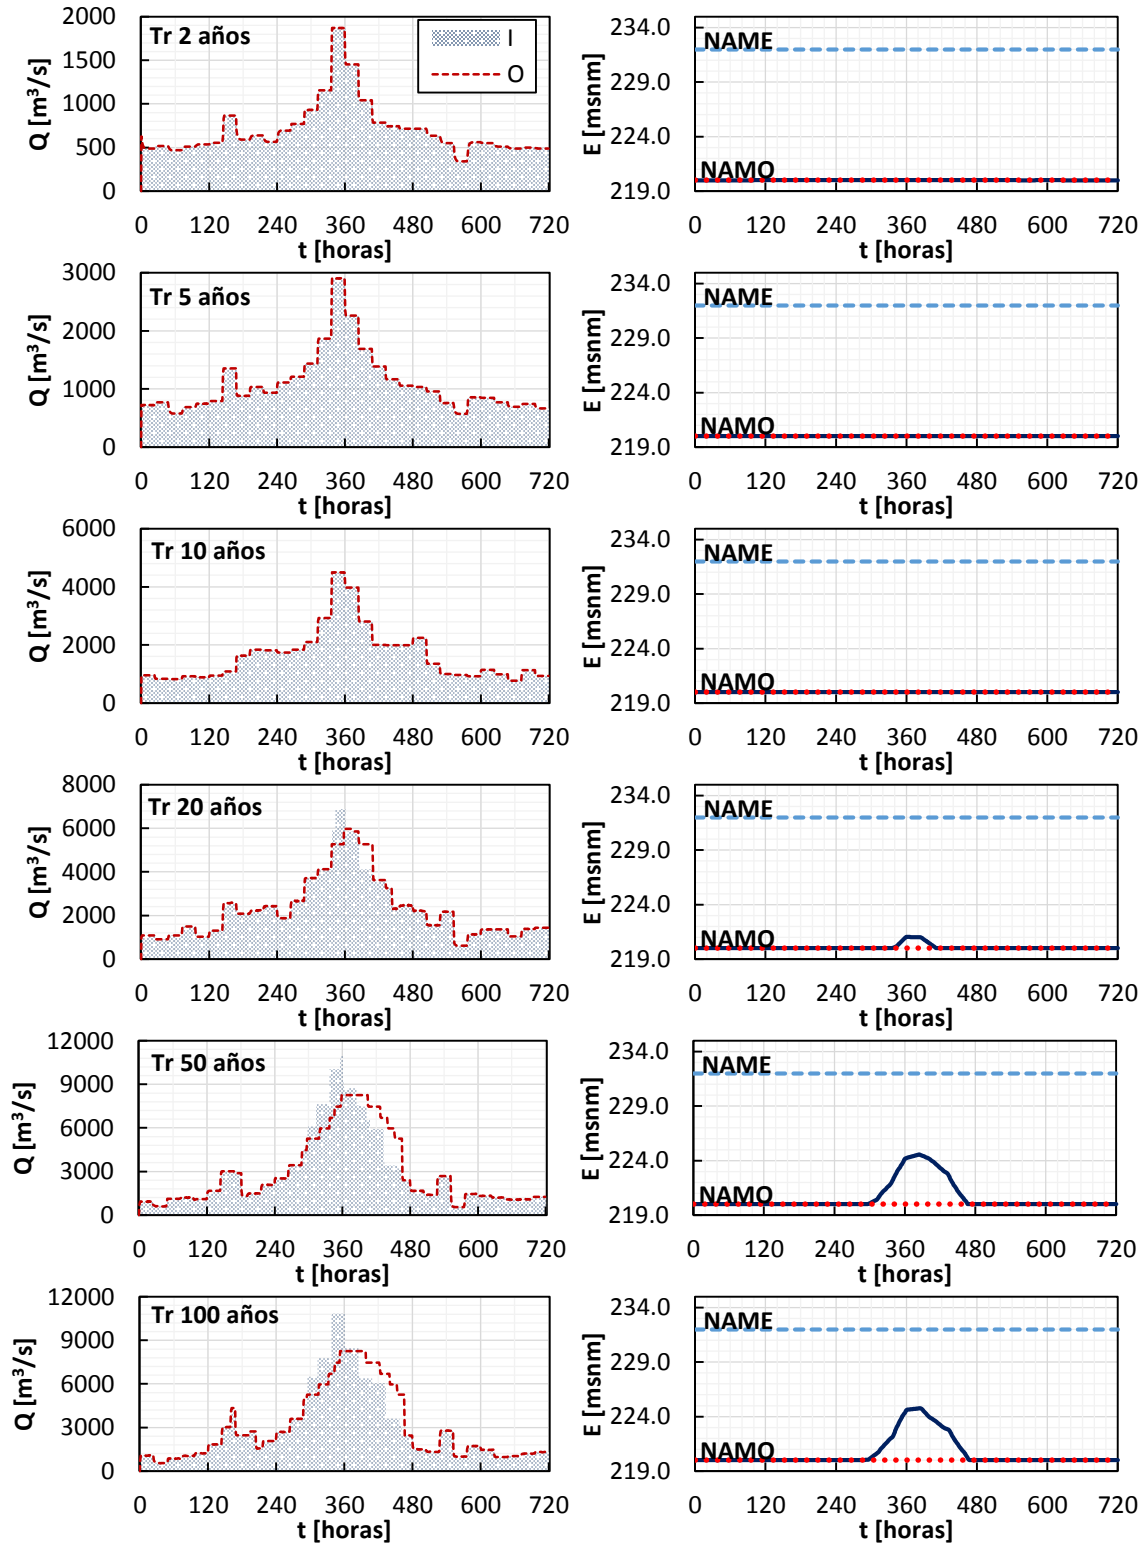 2000
1500
1000
500
0
Q [m³/s]
Tr 2 años
I
O
0 120 240 360 480 600 720
t [horas]
234.0
229.0
224.0
219.0
E [msnm]
NAME
NAMO
0 120 240 360 480 600 720
t [horas]
3000
2000
1000
0
Q [m³/s]
Tr 5 años
0 120 240 360 480 600 720
t [horas]
234.0
229.0
224.0
219.0
E [msnm]
NAME
NAMO
0 120 240 360 480 600 720
t [horas]
6000
4000
2000
0
Q [m³/s]
Tr 10 años
0 120 240 360 480 600 720
t [horas]
234.0
229.0
224.0
219.0
E [msnm]
NAME
NAMO
0 120 240 360 480 600 720
t [horas]
8000
6000
4000
2000
0
Q [m³/s]
Tr 20 años
0 120 240 360 480 600 720
t [horas]
234.0
229.0
224.0
219.0
E [msnm]
NAME
NAMO
0 120 240 360 480 600 720
t [horas]
12000
9000
6000
3000
0
Q [m³/s]
Tr 50 años
0 120 240 360 480 600 720
t [horas]
234.0
229.0
224.0
219.0
E [msnm]
NAME
NAMO
0 120 240 360 480 600 720
t [horas]
12000
9000
6000
3000
0
Q [m³/s]
Tr 100 años
0 120 240 360 480 600 720
t [horas]
234.0
229.0
224.0
219.0
E [msnm]
NAME
NAMO
0 120 240 360 480 600 720
t [horas]